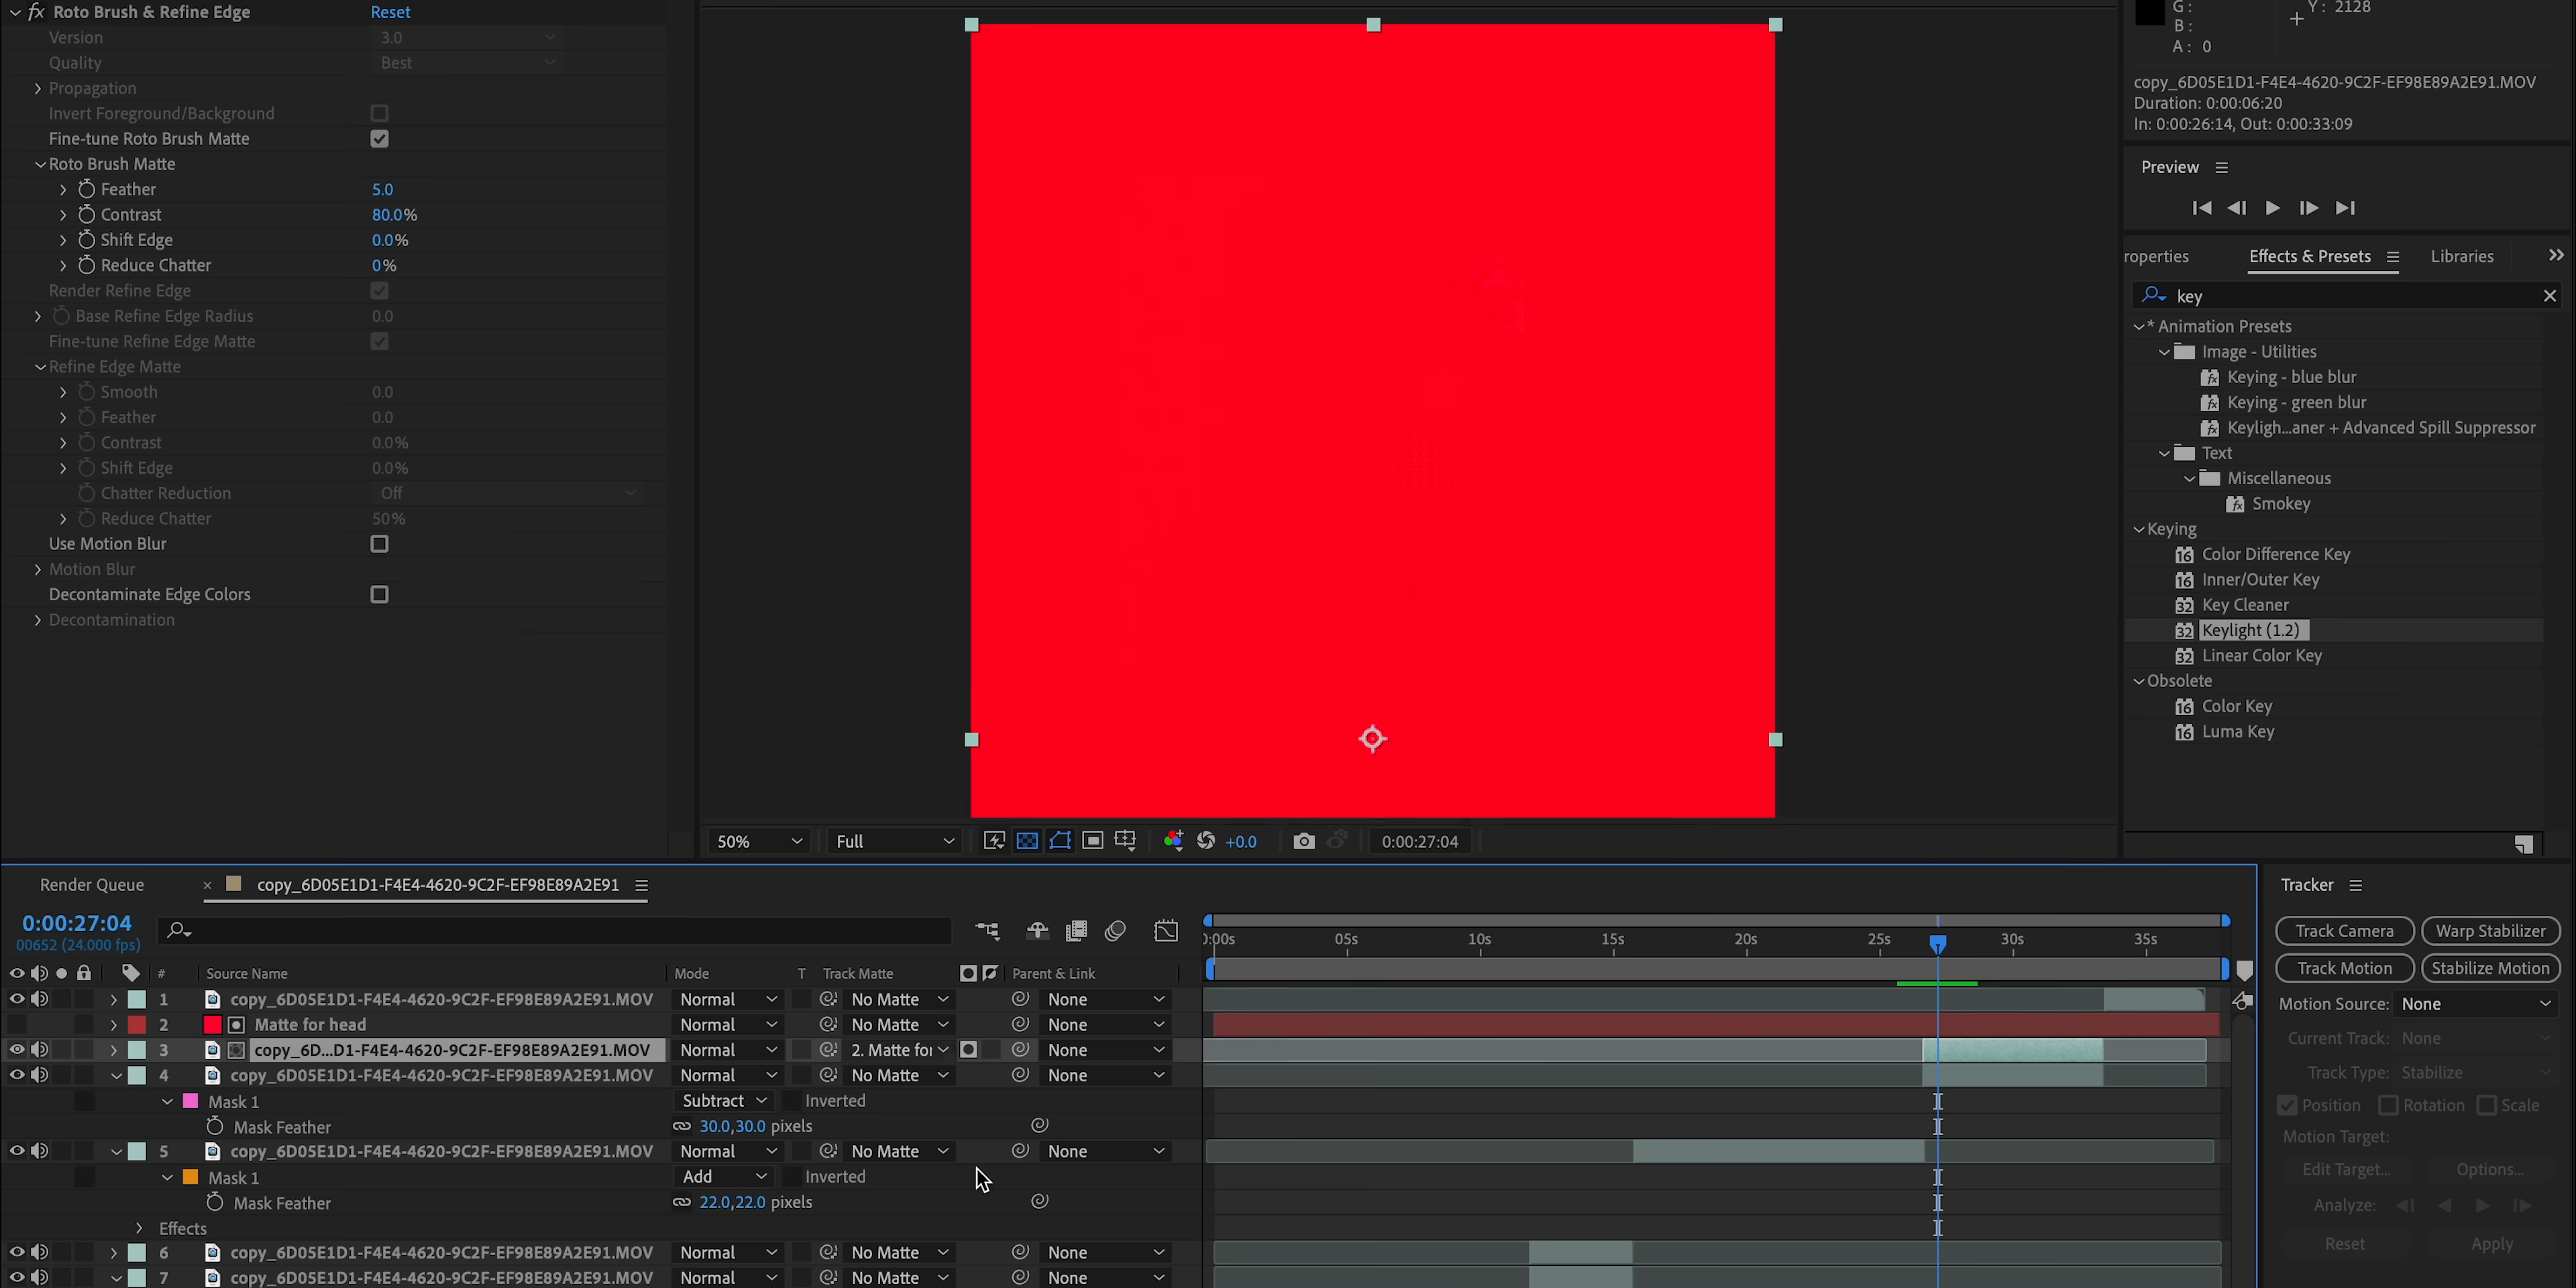 fx Roto Brush & Refine Edge Reset
Version 3.0
Quality Best
Propagation
Invert Foreground/Background
Fine-tune Roto Brush Matte
Roto Brush Matte
Feather 5.0
Contrast 80.0%
Shift Edge 0.0%
Reduce Chatter 0%
Render Refine Edge
Base Refine Edge Radius 0.0
Fine-tune Refine Edge Matte
Refine Edge Matte
Smooth 0.0
Feather 0.0
Contrast 0.0%
Shift Edge 0.0%
Chatter Reduction Off
Reduce Chatter 50%
Use Motion Blur
Motion Blur
Decontaminate Edge Colors
Decontamination
50% Full +0.0 0:00:27:04
G:
B:
A: 0
Y: 2128
copy_6D05E1D1-F4E4-4620-9C2F-EF98E89A2E91.MOV
Duration: 0:00:06:20
In: 0:00:26:14, Out: 0:00:33:09
Preview
roperties Effects & Presets Libraries
key
* Animation Presets
Image - Utilities
Keying - blue blur
Keying - green blur
Keyligh...aner + Advanced Spill Suppressor
Text
Miscellaneous
Smokey
Keying
Color Difference Key
Inner/Outer Key
Key Cleaner
Keylight (1.2)
Linear Color Key
Obsolete
Color Key
Luma Key
Render Queue copy_6D05E1D1-F4E4-4620-9C2F-EF98E89A2E91
0:00:27:04
00652 (24.000 fps)
0:00s 05s 10s 15s 20s 25s 30s 35s
# Source Name Mode T Track Matte Parent & Link
1 copy_6D05E1D1-F4E4-4620-9C2F-EF98E89A2E91.MOV Normal No Matte None
2 Matte for head Normal No Matte None
3 copy_6D...D1-F4E4-4620-9C2F-EF98E89A2E91.MOV Normal 2. Matte for None
4 copy_6D05E1D1-F4E4-4620-9C2F-EF98E89A2E91.MOV Normal No Matte None
Mask 1 Subtract Inverted
Mask Feather 30.0,30.0 pixels
5 copy_6D05E1D1-F4E4-4620-9C2F-EF98E89A2E91.MOV Normal No Matte None
Mask 1 Add Inverted
Mask Feather 22.0,22.0 pixels
Effects
6 copy_6D05E1D1-F4E4-4620-9C2F-EF98E89A2E91.MOV Normal No Matte None
7 copy_6D05E1D1-F4E4-4620-9C2F-EF98E89A2E91.MOV Normal No Matte None
Tracker
Track Camera Warp Stabilizer
Track Motion Stabilize Motion
Motion Source: None
Current Track: None
Track Type: Stabilize
Position Rotation Scale
Motion Target:
Edit Target... Options...
Analyze:
Reset Apply